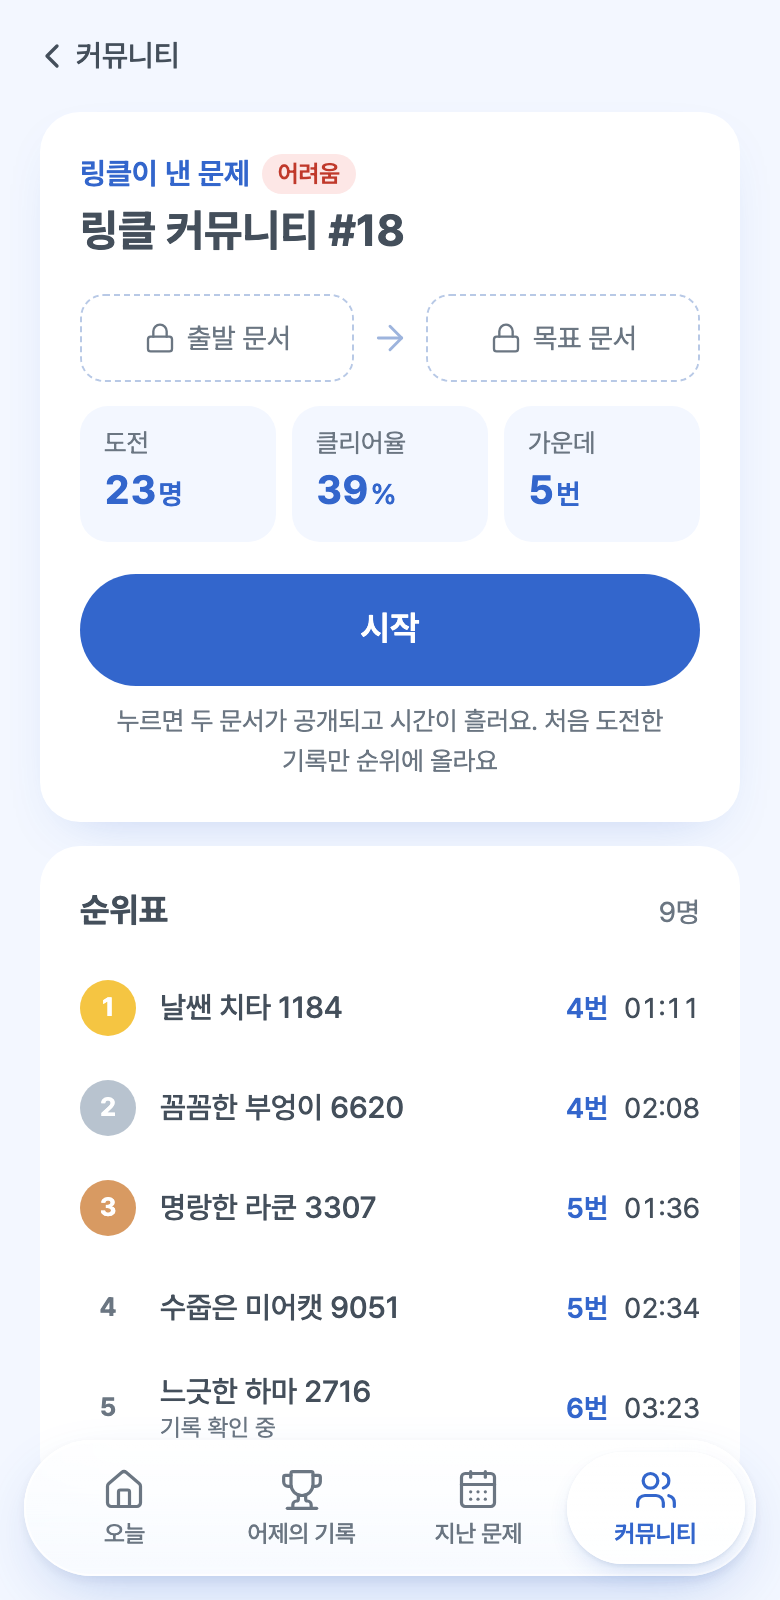 커뮤니티
링클이 낸 문제 어려움
링클 커뮤니티 #18
출발 문서 → 목표 문서
도전 클리어율 가운데
23명 39% 5번
시작
누르면 두 문서가 공개되고 시간이 흘러요. 처음 도전한
기록만 순위에 올라요
순위표 9명
1 날쌘 치타 1184 4번 01:11
2 꼼꼼한 부엉이 6620 4번 02:08
3 명랑한 라쿤 3307 5번 01:36
4 수줍은 미어캣 9051 5번 02:34
5 느긋한 하마 2716 6번 03:23
기록 확인 중
오늘 어제의 기록 지난 문제 커뮤니티